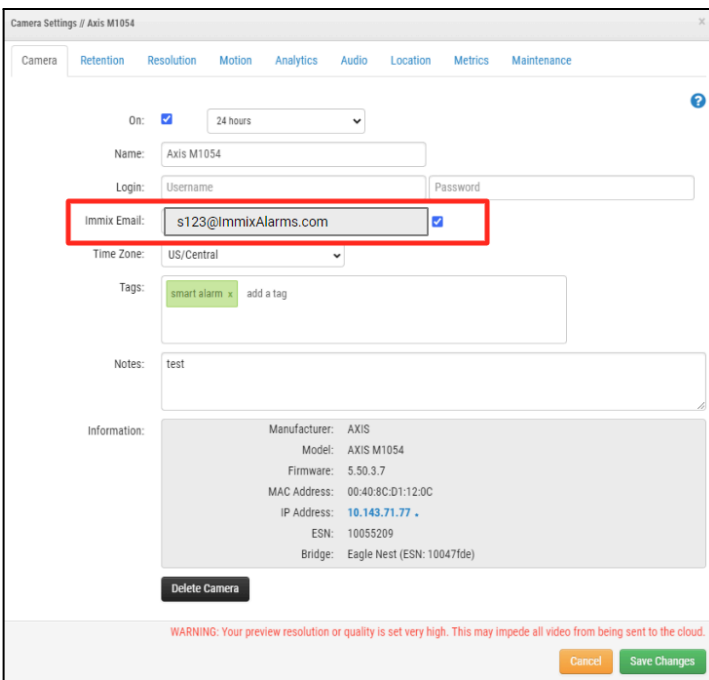 Camera Settings // Axis M1054 ×
Camera Retention Resolution Motion Analytics Audio Location Metrics Maintenance
?
On: 24 hours
Name: Axis M1054
Login: Username Password
Immix Email: s123@ImmixAlarms.com
Time Zone: US/Central
Tags: smart alarm x add a tag
Notes: test
Information:
Manufacturer: AXIS
Model: AXIS M1054
Firmware: 5.50.3.7
MAC Address: 00:40:8C:D1:12:0C
IP Address: 10.143.71.77
ESN: 10055209
Bridge: Eagle Nest (ESN: 10047fde)
Delete Camera
WARNING: Your preview resolution or quality is set very high. This may impede all video from being sent to the cloud.
Cancel Save Changes